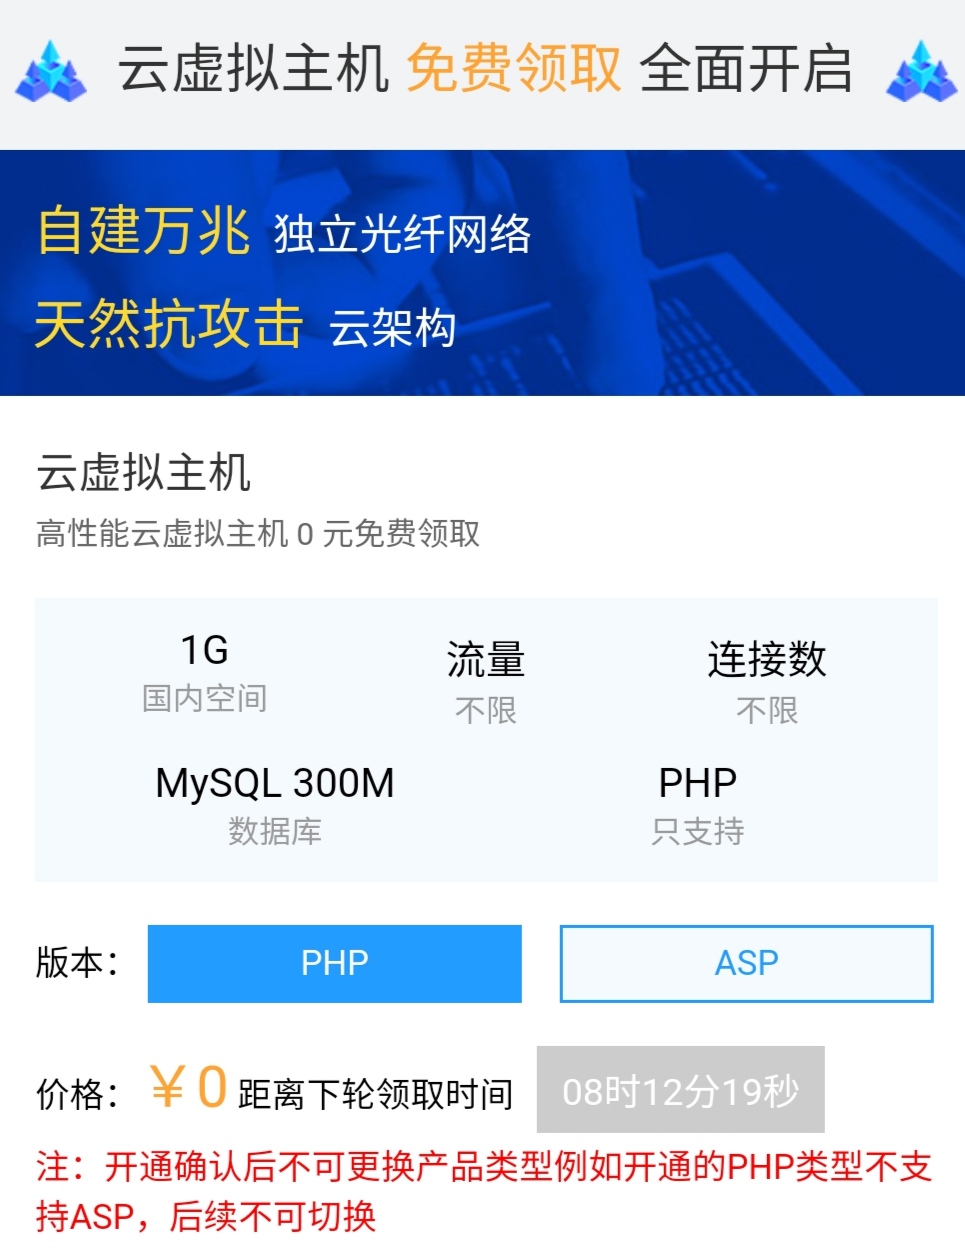 云虚拟主机 免费领取 全面开启
自建万兆 独立光纤网络
天然抗攻击 云架构
云虚拟主机
高性能云虚拟主机 0 元免费领取
1G 流量 连接数
国内空间 不限 不限
MySQL 300M PHP
数据库 只支持
版本： PHP ASP
价格： ￥0 距离下轮领取时间 08时12分19秒
注：开通确认后不可更换产品类型例如开通的PHP类型不支
持ASP，后续不可切换